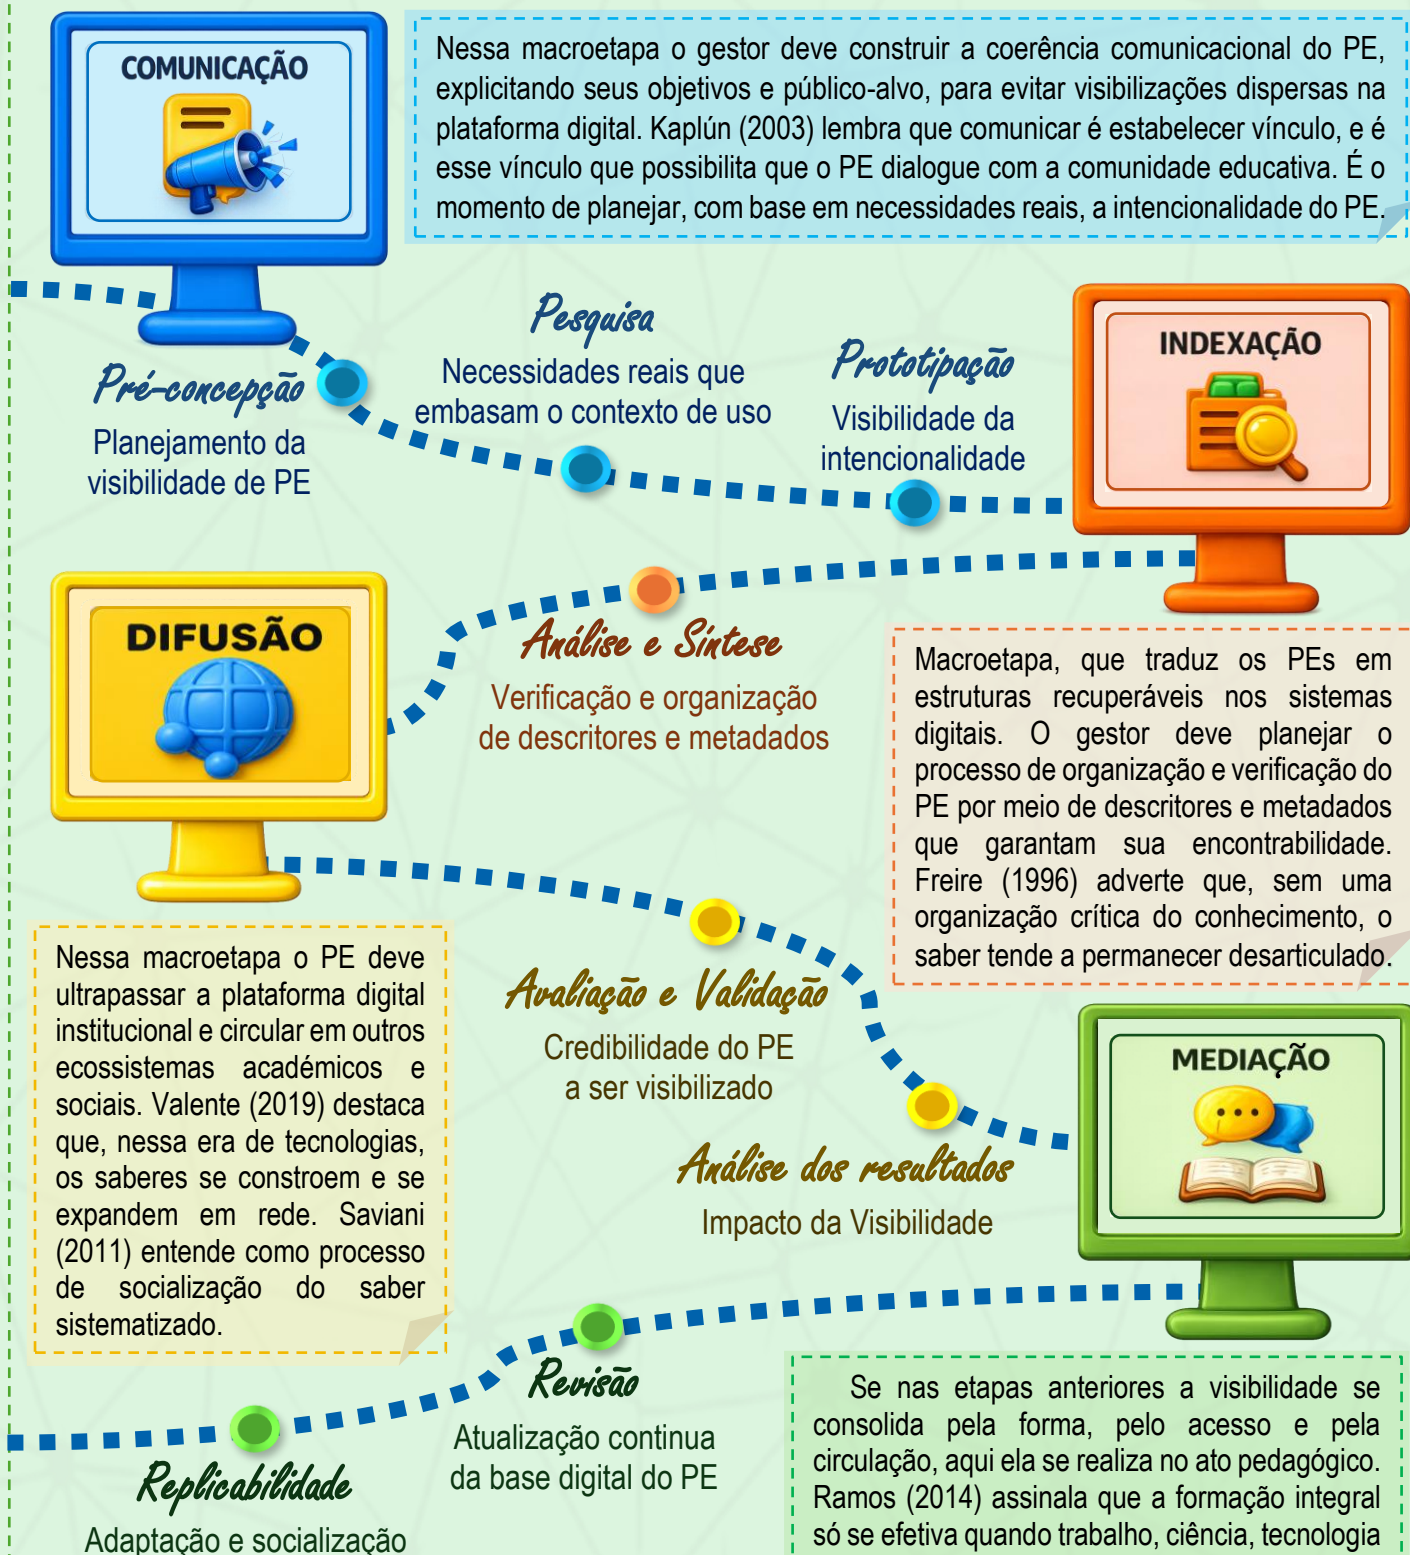 COMUNICAÇÃO
Nessa macroetapa o gestor deve construir a coerência comunicacional do PE,
explicitando seus objetivos e público-alvo, para evitar visibilizações dispersas na
plataforma digital. Kaplún (2003) lembra que comunicar é estabelecer vínculo, e é
esse vínculo que possibilita que o PE dialogue com a comunidade educativa. É o
momento de planejar, com base em necessidades reais, a intencionalidade do PE.
Pré-concepção
Planejamento da
visibilidade de PE
Pesquisa
Necessidades reais que
embasam o contexto de uso
Prototipação
Visibilidade da
intencionalidade
INDEXAÇÃO
Macroetapa, que traduz os PEs em
estruturas recuperáveis nos sistemas
digitais. O gestor deve planejar o
processo de organização e verificação do
PE por meio de descritores e metadados
que garantam sua encontrabilidade.
Freire (1996) adverte que, sem uma
organização crítica do conhecimento, o
saber tende a permanecer desarticulado.
Análise e Síntese
Verificação e organização
de descritores e metadados
DIFUSÃO
Nessa macroetapa o PE deve
ultrapassar a plataforma digital
institucional e circular em outros
ecossistemas académicos e
sociais. Valente (2019) destaca
que, nessa era de tecnologias,
os saberes se constroem e se
expandem em rede. Saviani
(2011) entende como processo
de socialização do saber
sistematizado.
Avaliação e Validação
Credibilidade do PE
a ser visibilizado
Análise dos resultados
Impacto da Visibilidade
MEDIAÇÃO
Se nas etapas anteriores a visibilidade se
consolida pela forma, pelo acesso e pela
circulação, aqui ela se realiza no ato pedagógico.
Ramos (2014) assinala que a formação integral
só se efetiva quando trabalho, ciência, tecnologia
Revisão
Atualização continua
da base digital do PE
Replicabilidade
Adaptação e socialização